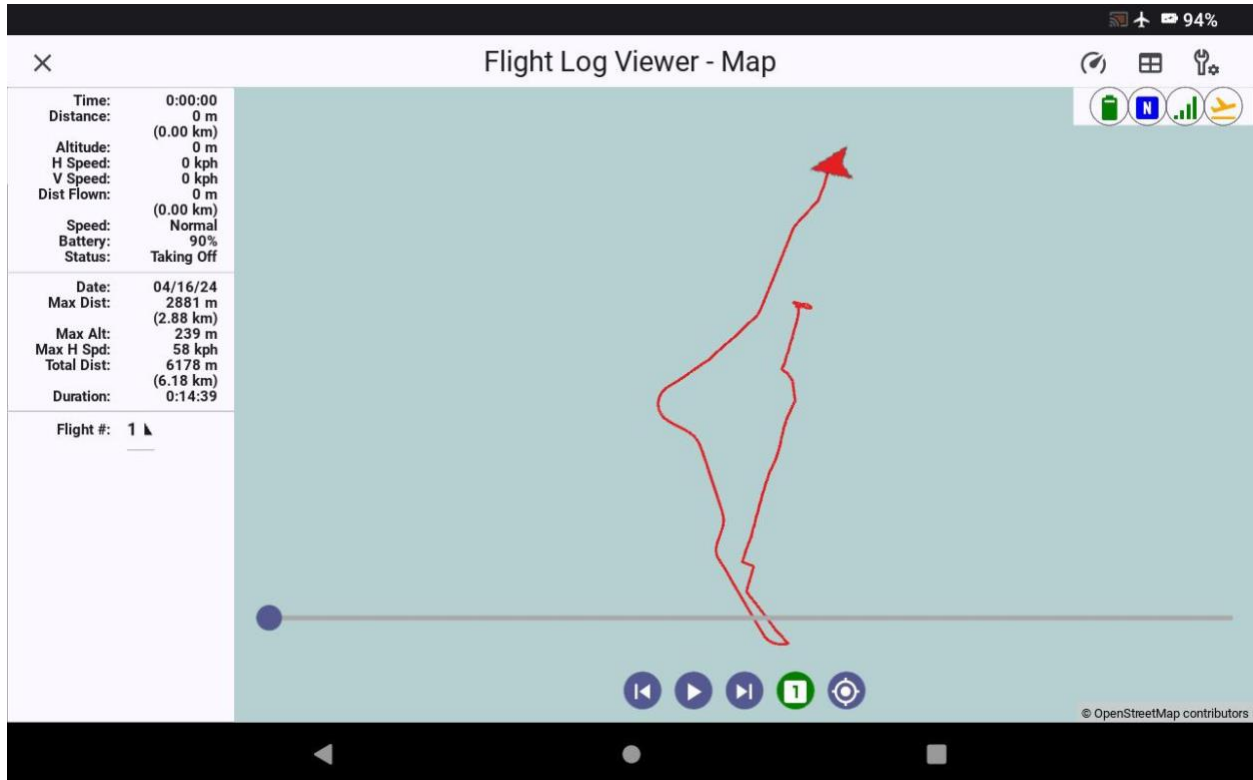 94%
Flight Log Viewer - Map
N
Time: 0:00:00
Distance: 0 m
(0.00 km)
Altitude: 0 m
H Speed: 0 kph
V Speed: 0 kph
Dist Flown: 0 m
(0.00 km)
Speed: Normal
Battery: 90%
Status: Taking Off
Date: 04/16/24
Max Dist: 2881 m
(2.88 km)
Max Alt: 239 m
Max H Spd: 58 kph
Total Dist: 6178 m
(6.18 km)
Duration: 0:14:39
Flight #: 1
1
© OpenStreetMap contributors